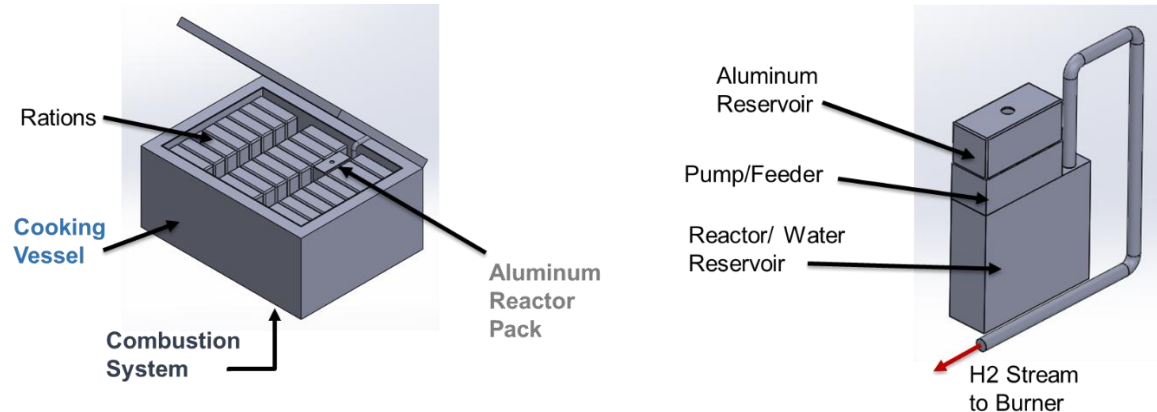 Rations
Cooking
Vessel
Combustion
System
Aluminum
Reactor
Pack
Aluminum
Reservoir
Pump/Feeder
Reactor/ Water
Reservoir
H2 Stream
to Burner